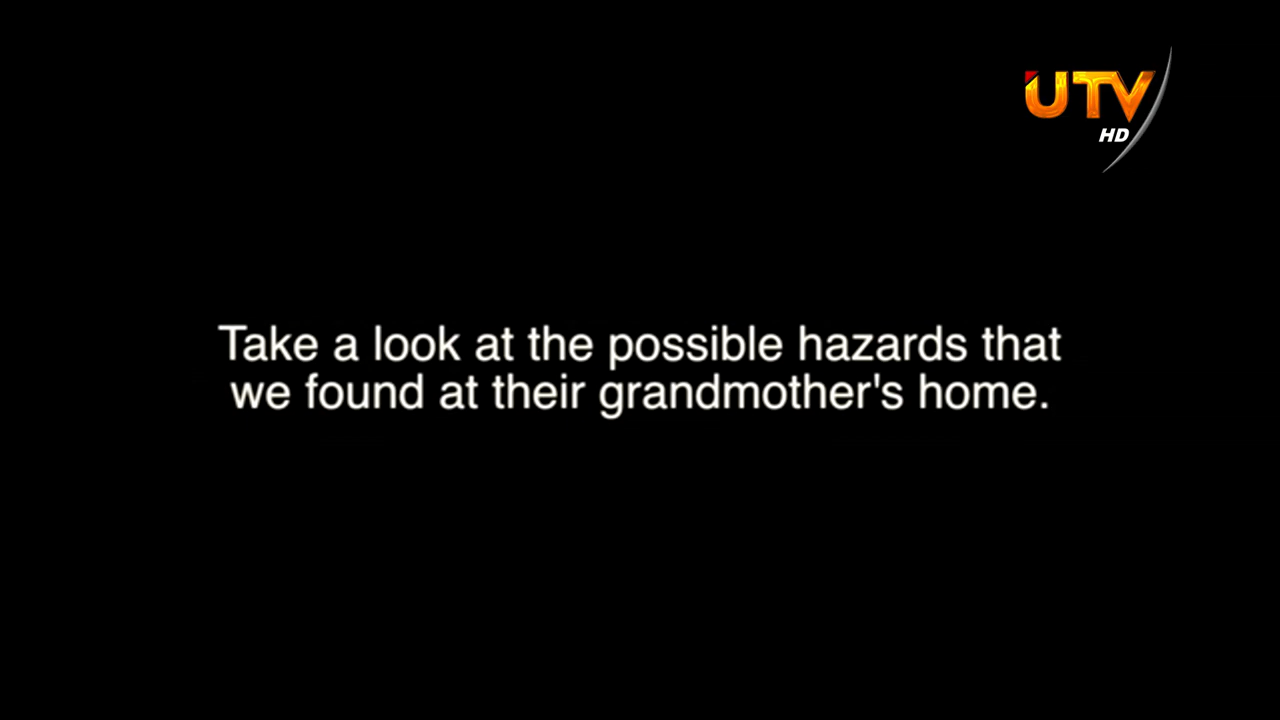 UTV
HD
Take a look at the possible hazards that
we found at their grandmother's home.